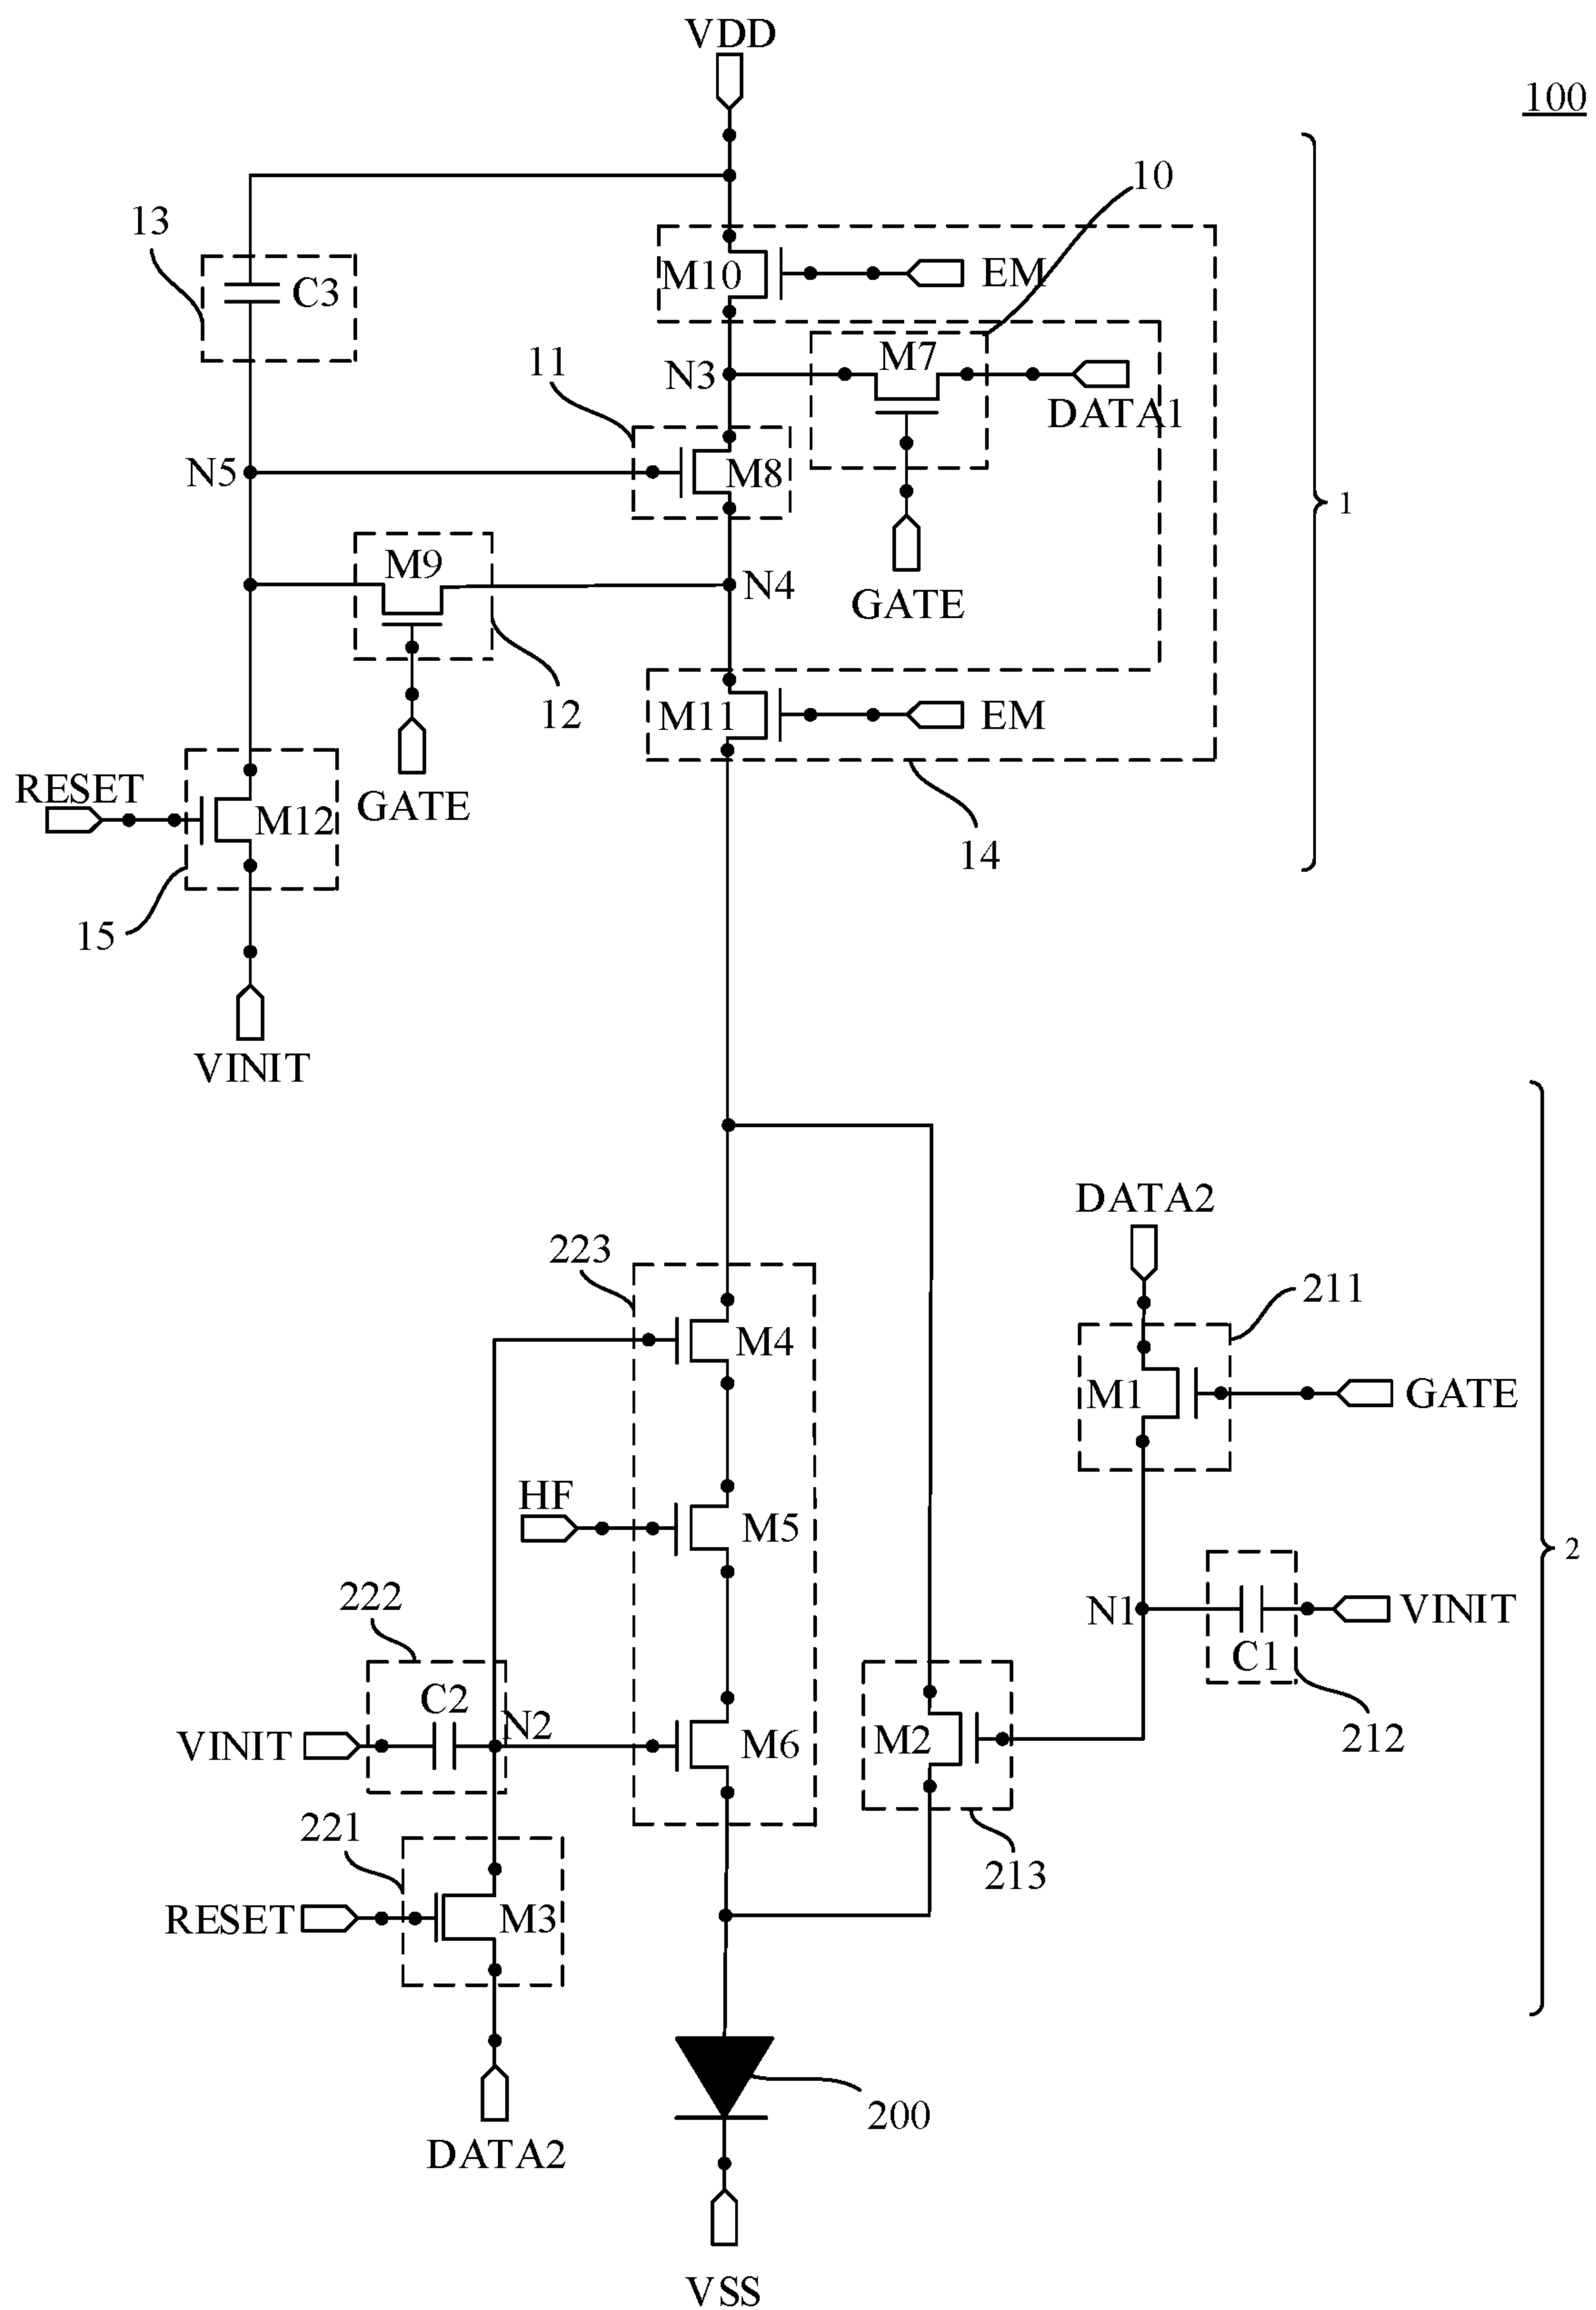 VDD
100
10
13
M10
EM
C3
M7
11
N3
DATA1
N5
M8
1
M9
N4
GATE
12
M11
EM
RESET
GATE
M12
14
15
VINIT
DATA2
223
211
M4
M1
GATE
HF
M5
2
222
N1
VINIT
C1
C2
N2
VINIT
M6
M2
212
221
213
RESET
M3
200
DATA2
VSS